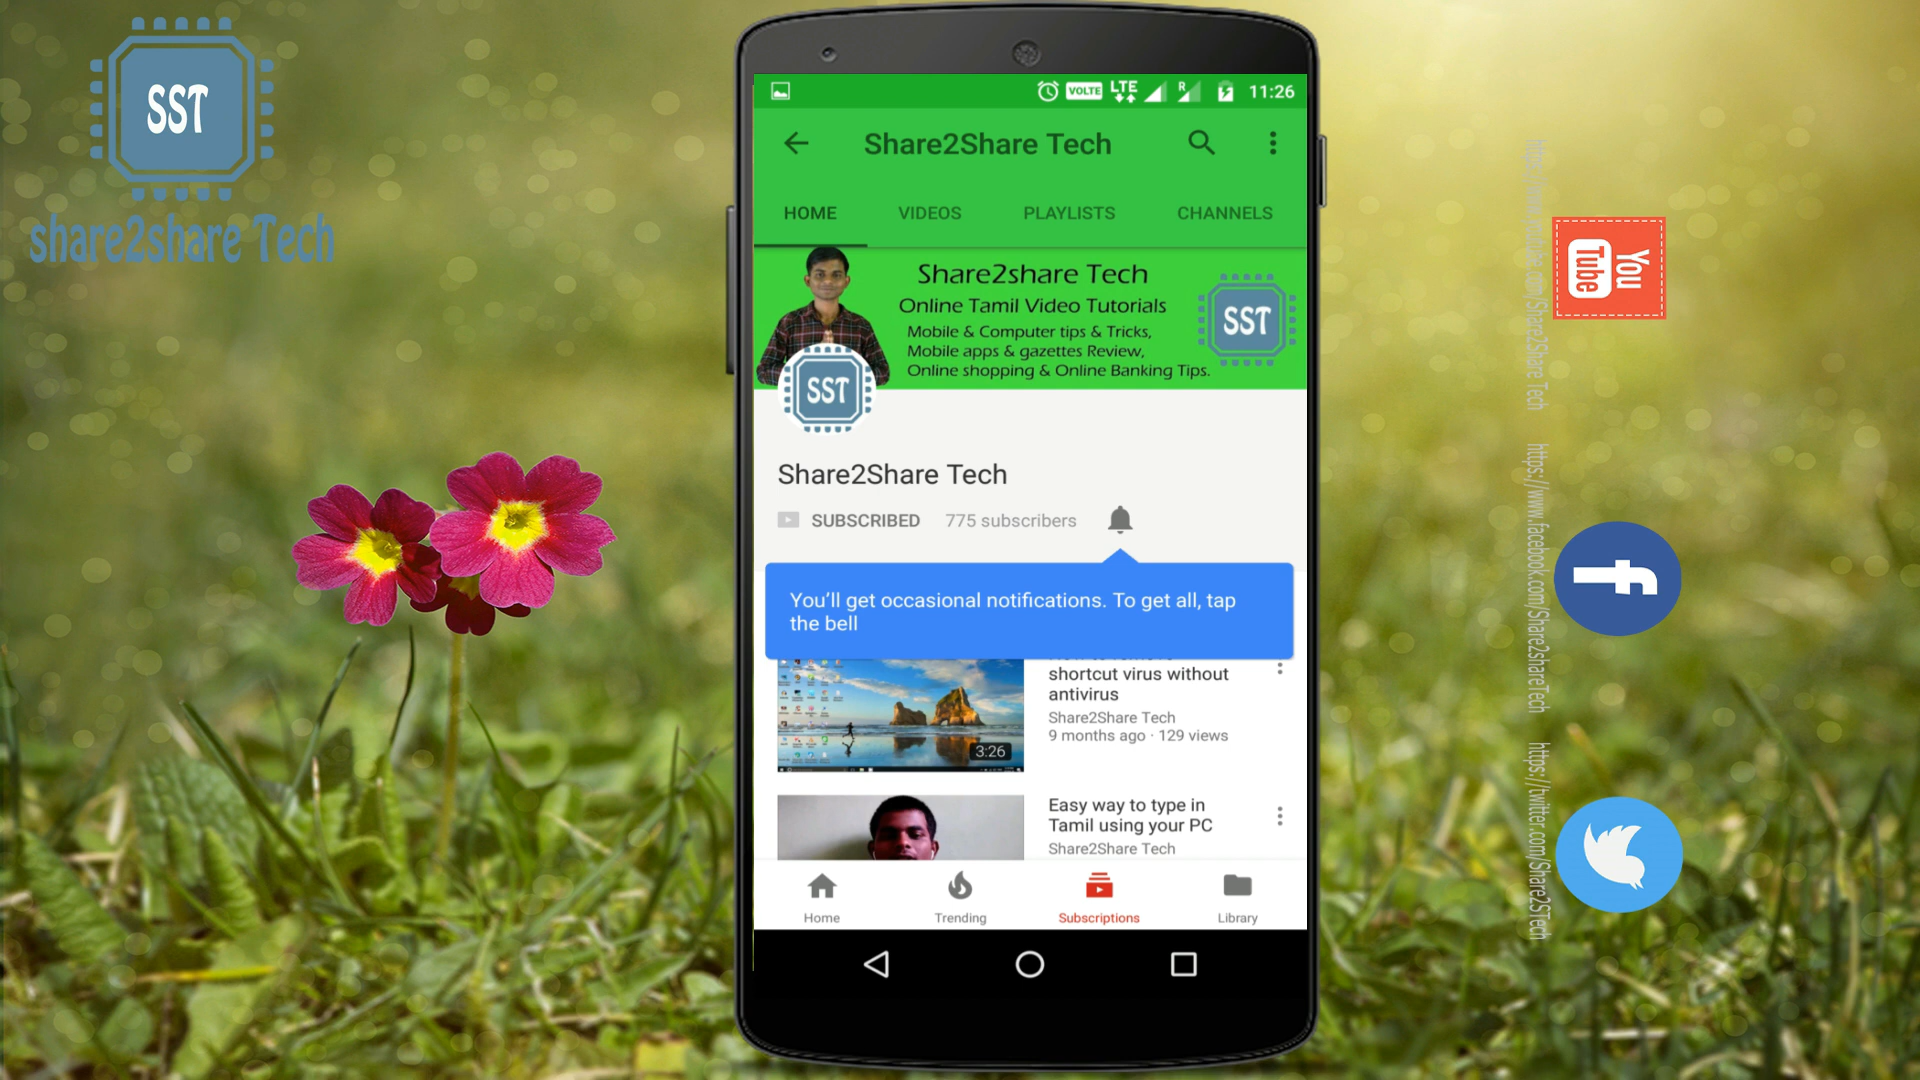 SST
share2share Tech
VOLTE
LTE
R
11:26
Share2Share Tech
HOME
VIDEOS
PLAYLISTS
CHANNELS
Share2share Tech
Online Tamil Video Tutorials
Mobile & Computer tips & Tricks,
Mobile apps & gazettes Review,
Online shopping & Online Banking Tips.
SST
SST
Share2Share Tech
SUBSCRIBED
775 subscribers
You'll get occasional notifications. To get all, tap
the bell
shortcut virus without
antivirus
Share2Share Tech
9 months ago · 129 views
3:26
Easy way to type in
Tamil using your PC
Share2Share Tech
Home
Trending
Subscriptions
Library
You
Tube
https://www.facebook.com/Share2shareTech
f
https://twitter.com/Share2STech